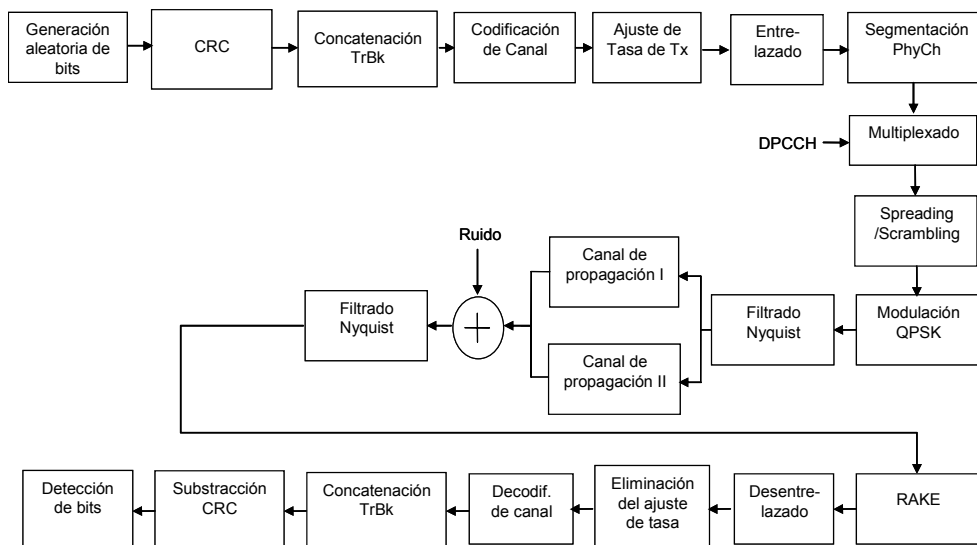 Generación
aleatoria de
bits
CRC
Concatenación
TrBk
Codificación
de Canal
Ajuste de
Tasa de Tx
Entre-
lazado
Segmentación
PhyCh
DPCCH
Multiplexado
Spreading
/Scrambling
Modulación
QPSK
Filtrado
Nyquist
Canal de
propagación I
Canal de
propagación II
Ruido
Filtrado
Nyquist
RAKE
Desentre-
lazado
Eliminación
del ajuste
de tasa
Decodif.
de canal
Concatenación
TrBk
Substracción
CRC
Detección
de bits